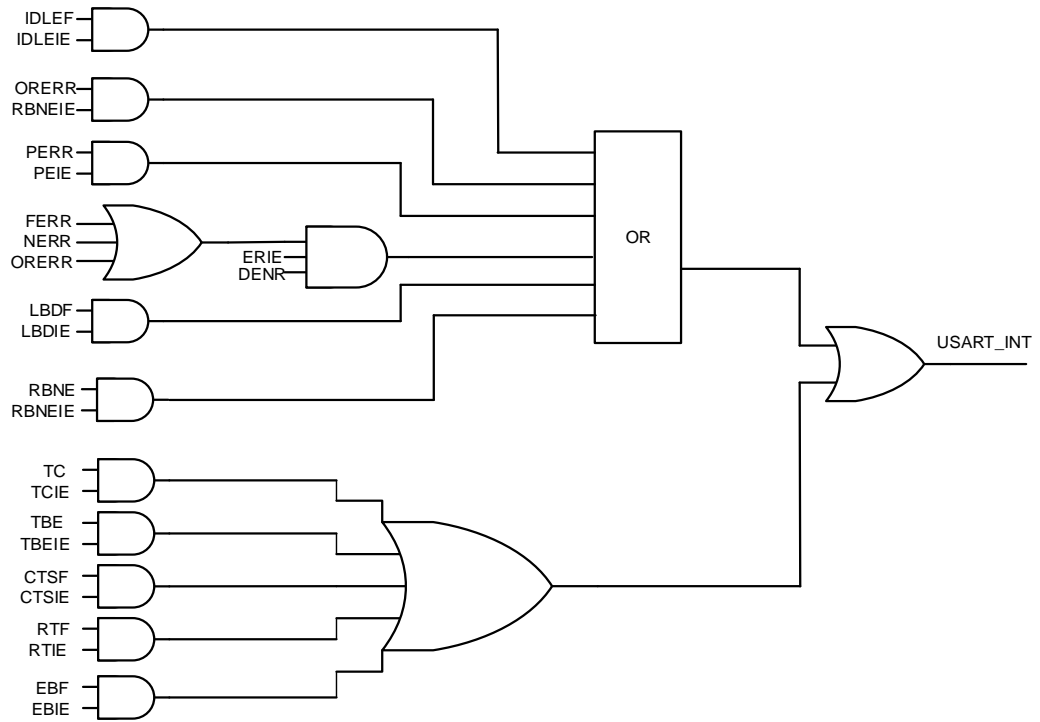 IDLEF
IDLEIE
ORERR
RBNEIE
PERR
PEIE
FERR
NERR
ORERR
ERIE
DENR
LBDF
LBDIE
RBNE
RBNEIE
OR
USART_INT
TC
TCIE
TBE
TBEIE
CTSF
CTSIE
RTF
RTIE
EBF
EBIE